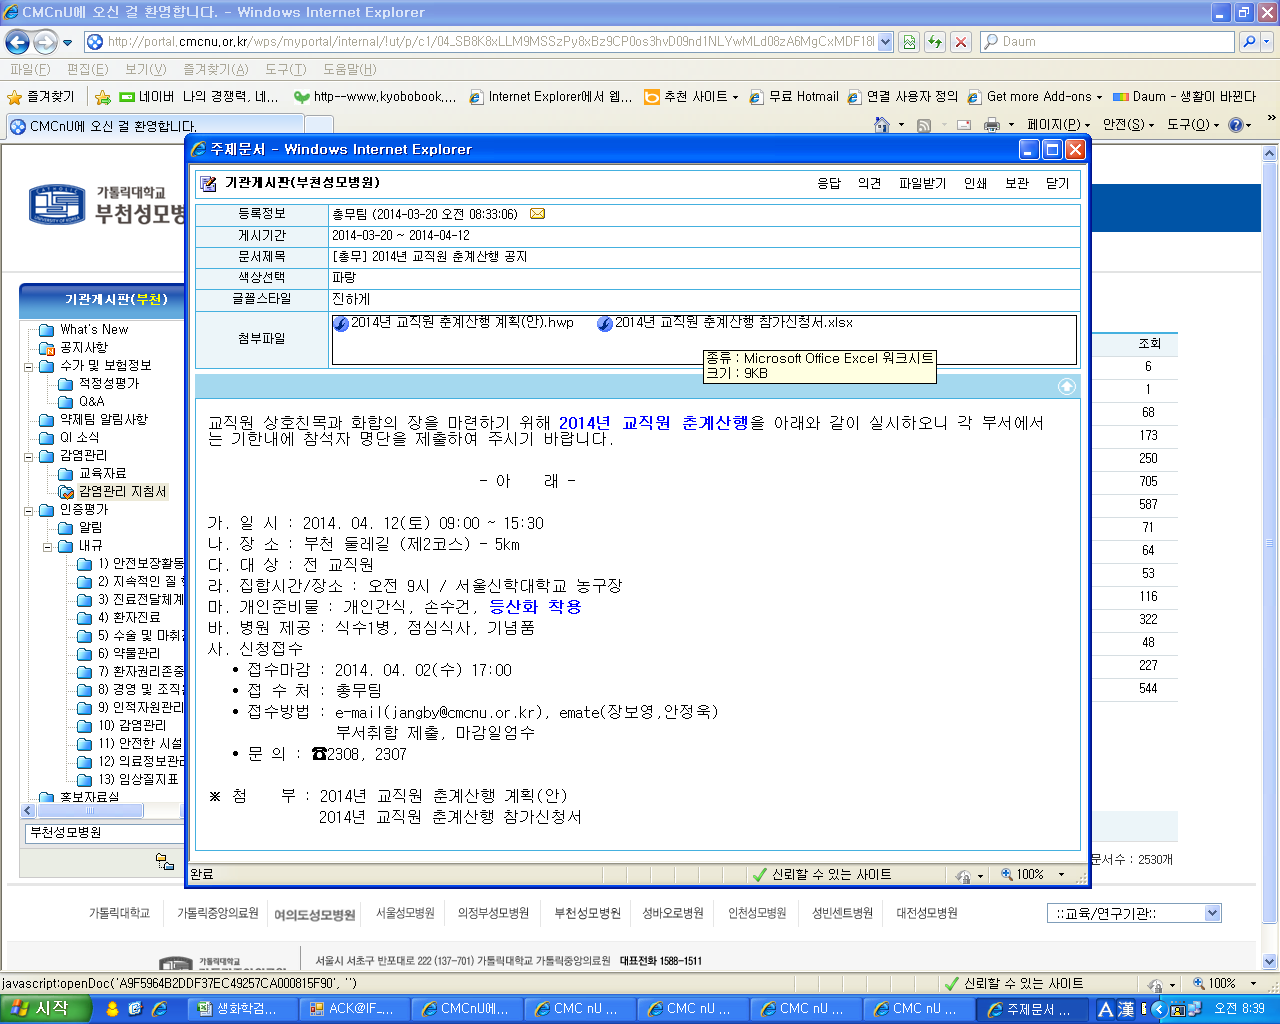 CMCnU에 오신 걸 환영합니다. - Windows Internet Explorer
http://portal.cmcnu.or.kr/wps/myportal/internal/!ut/p/c1/04_SB8K8xLLM9MSSzPy8xBz9CP0os3hvD09nd1NLYwMLd08zA6MgCxMDF18
Daum
파일(F) 편집(E) 보기(V) 즐겨찾기(A) 도구(T) 도움말(H)
즐겨찾기 네이버 나의 경쟁력, 네... http--www.kyobobook.... Internet Explorer에서 웹... 추천 사이트 무료 Hotmail 연결 사용자 정의 Get more Add-ons Daum - 생활이 바뀐다
CMCnU에 오신 걸 환영합니다.
페이지(P) 안전(S) 도구(O) »
가톨릭대학교
부천성모병
기관게시판(부천)
What's New
공지사항
수가 및 보험정보
적정성평가
Q&A
약제팀 알림사항
QI 소식
감염관리
교육자료
감염관리 지침서
인증평가
알림
내규
1) 안전보장활동
2) 지속적인 질
3) 진료전달체계
4) 환자진료
5) 수술 및 마취
6) 약물관리
7) 환자권리존중
8) 경영 및 조직
9) 인적자원관리
10) 감염관리
11) 안전한 시설
12) 의료정보관
13) 임상질지표
홍보자료실
부천성모병원
주제문서 - Windows Internet Explorer
기관게시판(부천성모병원)
응답 의견 파일받기 인쇄 보관 닫기
등록정보 총무팀 (2014-03-20 오전 08:33:06)
게시기간 2014-03-20 ~ 2014-04-12
문서제목 [총무] 2014년 교직원 춘계산행 공지
색상선택 파랑
글꼴스타일 진하게
첨부파일 2014년 교직원 춘계산행 계획(안).hwp 2014년 교직원 춘계산행 참가신청서.xlsx
종류 : Microsoft Office Excel 워크시트
크기 : 9KB
교직원 상호친목과 화합의 장을 마련하기 위해 2014년 교직원 춘계산행을 아래와 같이 실시하오니 각 부서에서
는 기한내에 참석자 명단을 제출하여 주시기 바랍니다.
- 아 래 -
가. 일 시 : 2014. 04. 12(토) 09:00 ~ 15:30
나. 장 소 : 부천 둘레길 (제2코스) - 5km
다. 대 상 : 전 교직원
라. 집합시간/장소 : 오전 9시 / 서울신학대학교 농구장
마. 개인준비물 : 개인간식, 손수건, 등산화 착용
바. 병원 제공 : 식수1병, 점심식사, 기념품
사. 신청접수
• 접수마감 : 2014. 04. 02(수) 17:00
• 접 수 처 : 총무팀
• 접수방법 : e-mail(jangby@cmcnu.or.kr), emate(장보영,안정욱)
부서취합 제출, 마감일엄수
• 문 의 : ☎2308, 2307
※ 첨 부 : 2014년 교직원 춘계산행 계획(안)
2014년 교직원 춘계산행 참가신청서
완료 신뢰할 수 있는 사이트 100%
조회
6
1
68
173
250
705
587
71
64
53
116
322
48
227
544
문서수 : 2530개
가톨릭대학교 가톨릭중앙의료원 여의도성모병원 서울성모병원 의정부성모병원 부천성모병원 성바오로병원 인천성모병원 성빈센트병원 대전성모병원
::교육/연구기관::
가톨릭대학교
서울시 서초구 반포대로 222 (137-701) 가톨릭대학교 가톨릭중앙의료원 대표전화 1588-1511
javascript:openDoc('A9F5964B2DDF37EC49257CA000815F90', '') 신뢰할 수 있는 사이트 100%
시작 생화학검... ACK@IF_... CMCnU에... CMC nU ... CMC nU ... CMC nU ... CMC nU ... 주제문서 ... A 漢 오전 8:39